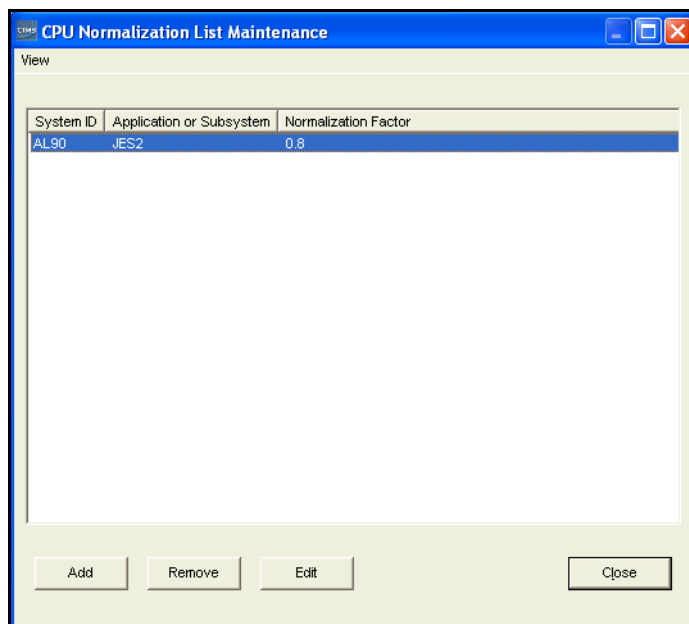 CIMS CPU Normalization List Maintenance
View
System ID Application or Subsystem Normalization Factor
AL90 JES2 0.8
Add Remove Edit Close